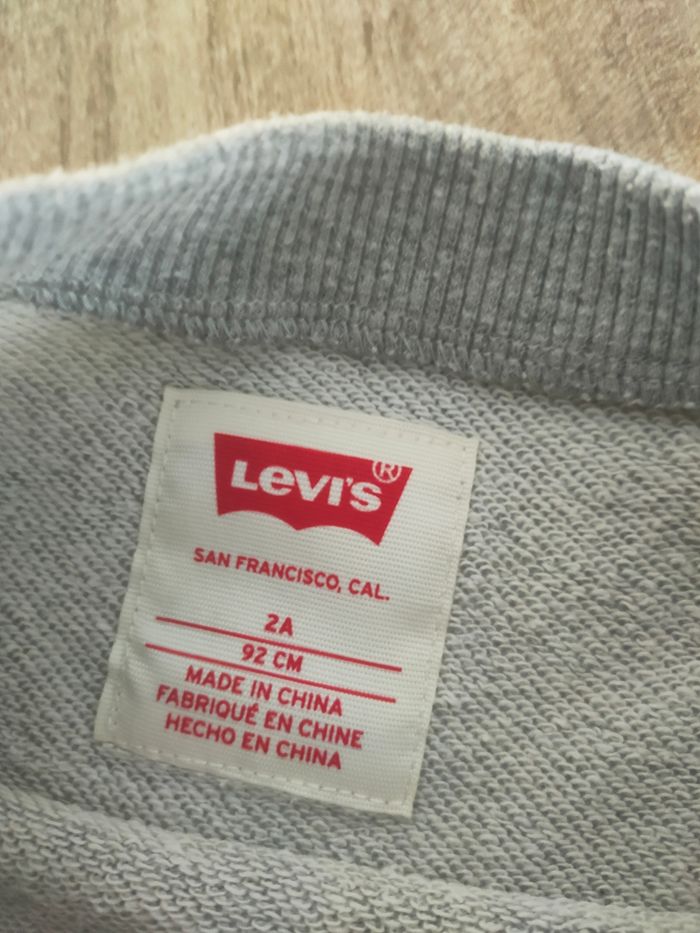 Levi's ®
SAN FRANCISCO, CAL.
2A
92 CM
MADE IN CHINA
FABRIQUÉ EN CHINE
HECHO EN CHINA